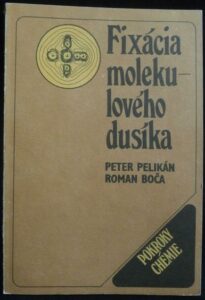 Fixácia
moleku-
lového
dusíka
PETER PELIKÁN
ROMAN BOČA
POKROKY
CHÉMIE